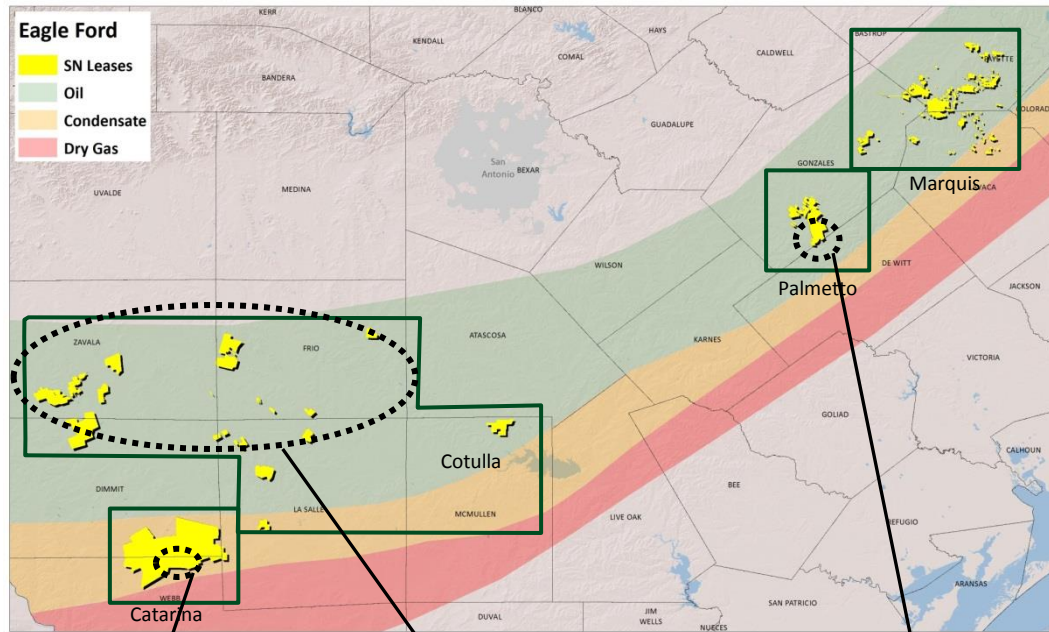 Eagle Ford
SN Leases
Oil
Condensate
Dry Gas
KERR
BLANCO
HAYS
BASTROP
KENDALL
COMAL
CALDWELL
FAYETTE
BANDERA
COLORAD
GUADALUPE
San
Antonio
BEXAR
GONZALES
UVALDE
MEDINA
Marquis
VACA
WILSON
DE WITT
Palmetto
JACKSON
ZAVALA
FRIO
ATASCOSA
KARNES
VICTORIA
GOLIAD
Cotulla
CALHOUN
DIMMIT
BEE
LA SALLE
MCMULLEN
LIVE OAK
REFUGIO
ARANSAS
WEBB
Catarina
DUVAL
JIM
WELLS
SAN PATRICIO
NUECES